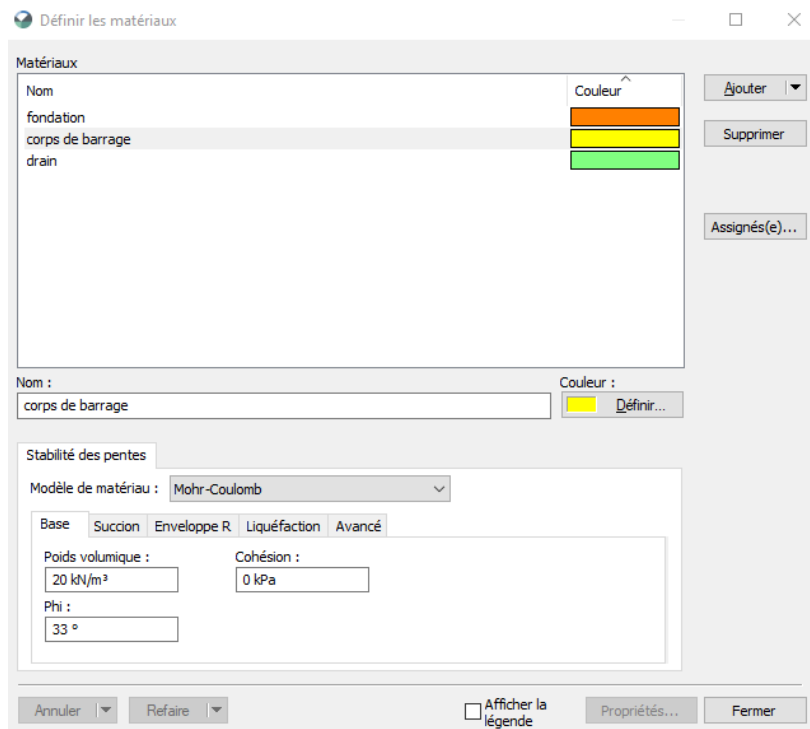 Définir les matériaux
Matériaux
Nom Couleur
fondation
corps de barrage
drain
Ajouter
Supprimer
Assignés(e)...
Nom : Couleur :
corps de barrage Définir...
Stabilité des pentes
Modèle de matériau : Mohr-Coulomb
Base Succion Enveloppe R Liquéfaction Avancé
Poids volumique : Cohésion :
20 kN/m³ 0 kPa
Phi :
33 °
Annuler Refaire Afficher la légende Propriétés... Fermer